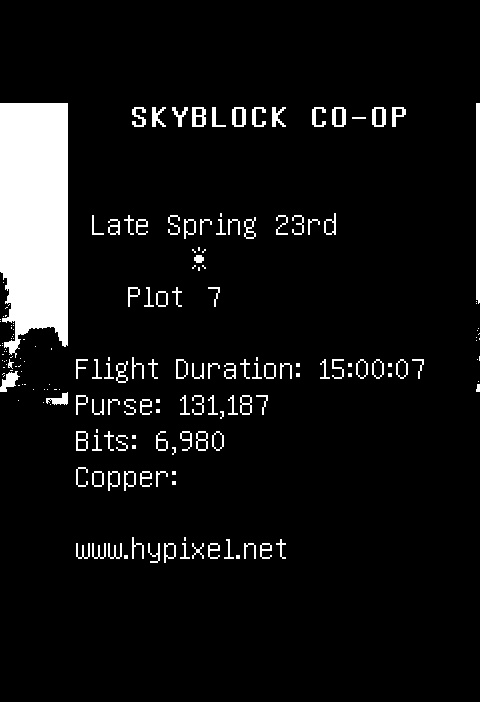 SKYBLOCK CO-OP
Late Spring 23rd
Plot 7
Flight Duration: 15:00:07
Purse: 131,187
Bits: 6,980
Copper:
www.hypixel.net